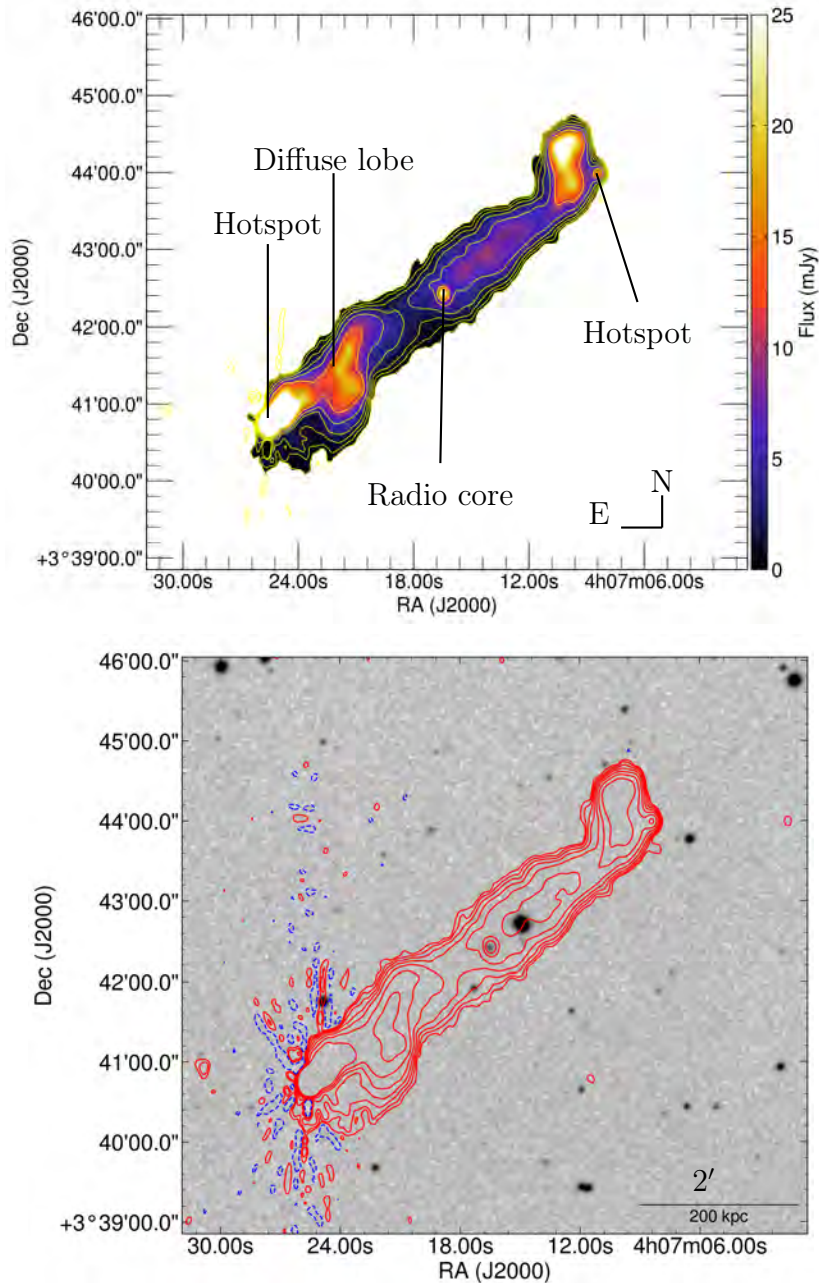 46'00.0"
45'00.0"
44'00.0"
43'00.0"
42'00.0"
41'00.0"
40'00.0"
+3°39'00.0"
Dec (J2000)
Diffuse lobe
Hotspot
Hotspot
Radio core
N
E
30.00s 24.00s 18.00s 12.00s 4h07m06.00s
RA (J2000)
25
20
15
10
5
0
Flux (mJy)
46'00.0"
45'00.0"
44'00.0"
43'00.0"
42'00.0"
41'00.0"
40'00.0"
+3°39'00.0"
Dec (J2000)
2′
200 kpc
30.00s 24.00s 18.00s 12.00s 4h07m06.00s
RA (J2000)